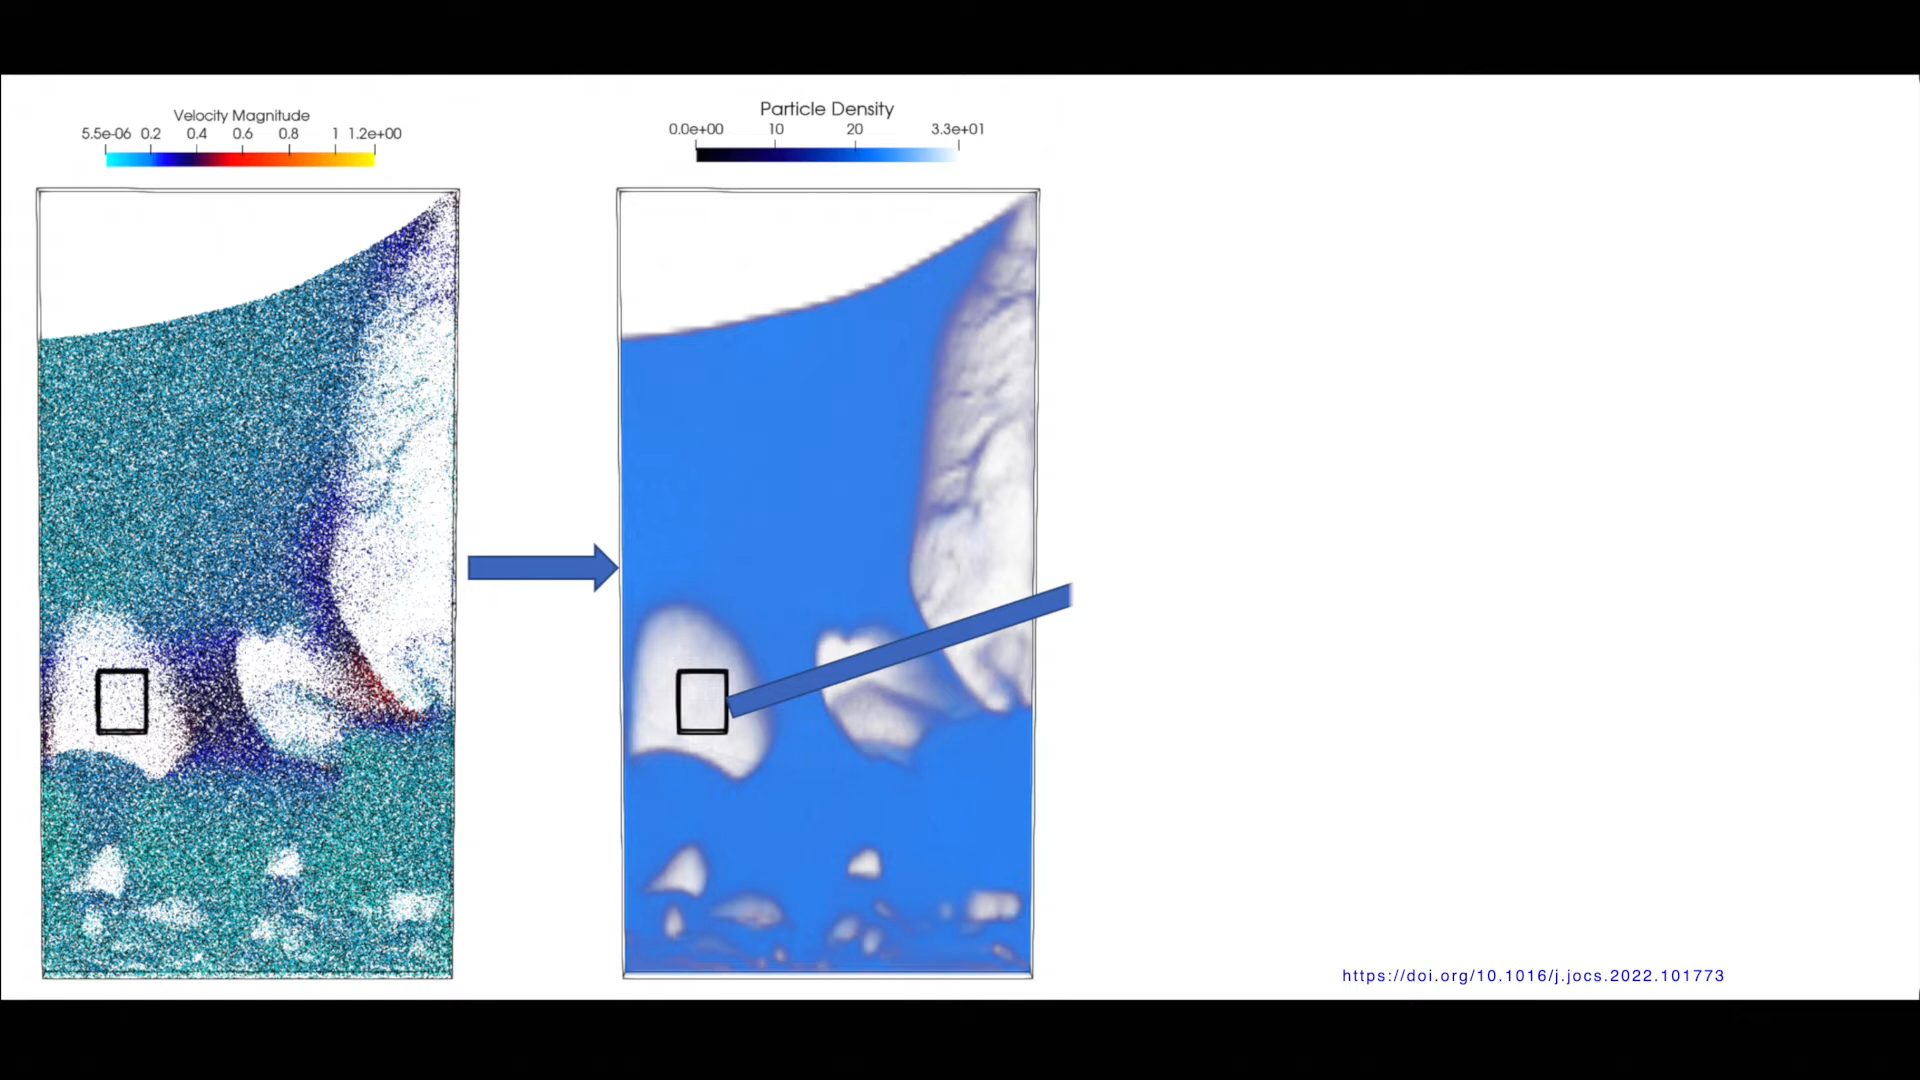 Velocity Magnitude
5.5e-06 0.2 0.4 0.6 0.8 1 1.2e+00
Particle Density
0.0e+00 10 20 3.3e+01
https://doi.org/10.1016/j.jocs.2022.101773